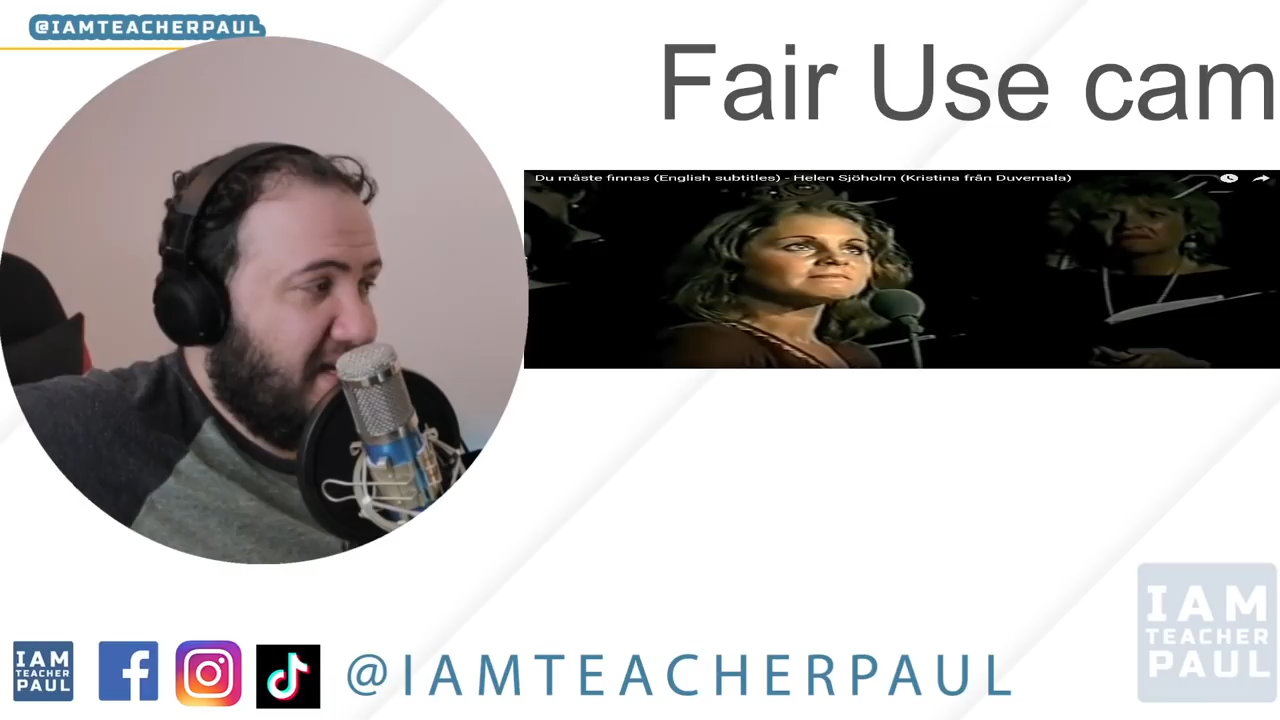 @IAMTEACHERPAUL
Fair Use cam
Du måste finnas (English subtitles) - Helen Sjöholm (Kristina från Duvemala)
IAM
TEACHER
PAUL
IAM
TEACHER
PAUL
@IAMTEACHERPAUL